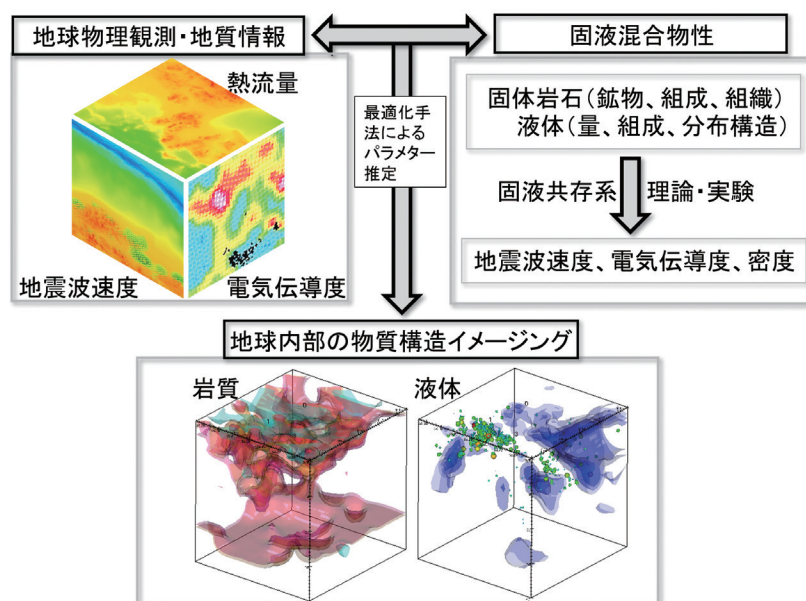 地球物理観測・地質情報
固液混合物性
熱流量
地震波速度
電気伝導度
最適化手
法による
パラメター
推定
固体岩石(鉱物、組成、組織)
液体(量、組成、分布構造)
固液共存系
理論・実験
地震波速度、電気伝導度、密度
地球内部の物質構造イメージング
岩質
液体